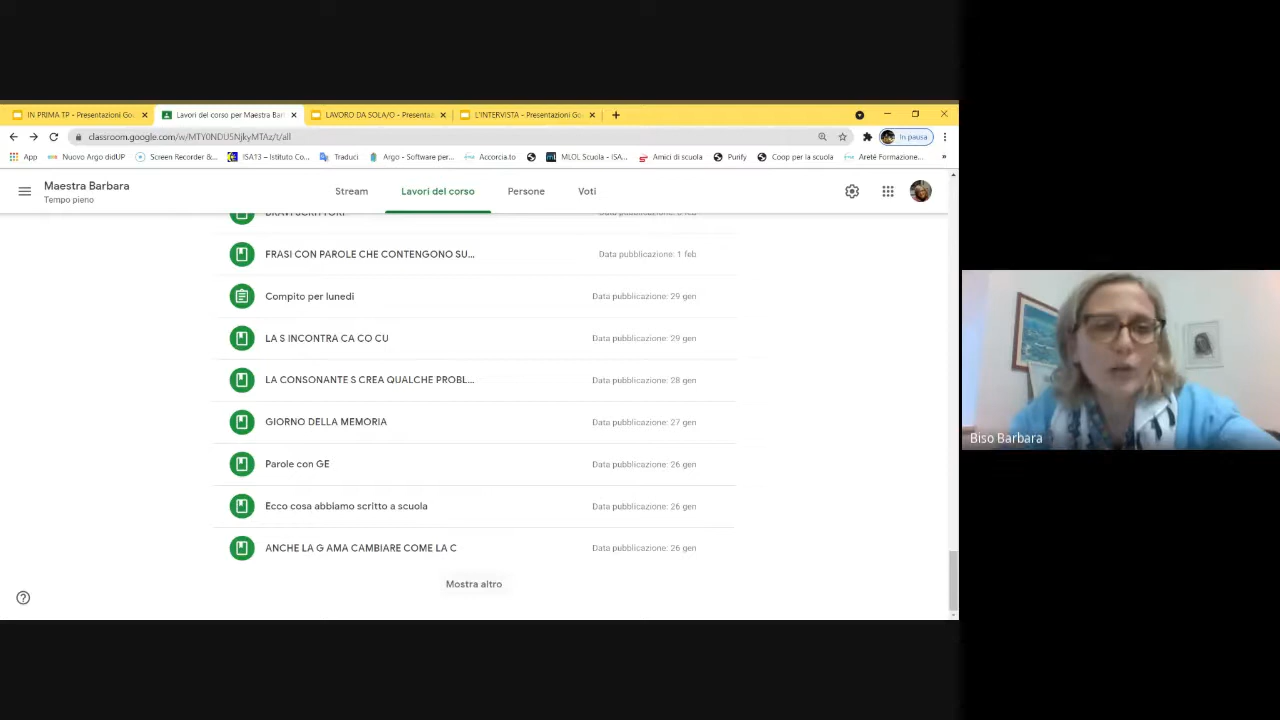 IN PRIMA TP - Presentazioni Go
Lavori del corso per Maestra Bar
LAVORO DA SOLA/O - Presentaz
L'INTERVISTA - Presentazioni Go
classroom.google.com/w/MTY0NDU5NjkyMTAz/t/all
In pausa
App
Nuovo Argo didUP
Screen Recorder &...
ISA13 – Istituto Co...
Traduci
Argo - Software per...
Accorcia.to
MLOL Scuola - ISA...
Amici di scuola
Purify
Coop per la scuola
Areté Formazione...
»
Maestra Barbara
Tempo pieno
Stream
Lavori del corso
Persone
Voti
BRAVI SCRITTORI
FRASI CON PAROLE CHE CONTENGONO SU...
Data pubblicazione: 1 feb
Compito per lunedì
Data pubblicazione: 29 gen
LA S INCONTRA CA CO CU
Data pubblicazione: 29 gen
LA CONSONANTE S CREA QUALCHE PROBL...
Data pubblicazione: 28 gen
GIORNO DELLA MEMORIA
Data pubblicazione: 27 gen
Parole con GE
Data pubblicazione: 26 gen
Ecco cosa abbiamo scritto a scuola
Data pubblicazione: 26 gen
ANCHE LA G AMA CAMBIARE COME LA C
Data pubblicazione: 26 gen
Mostra altro
Biso Barbara